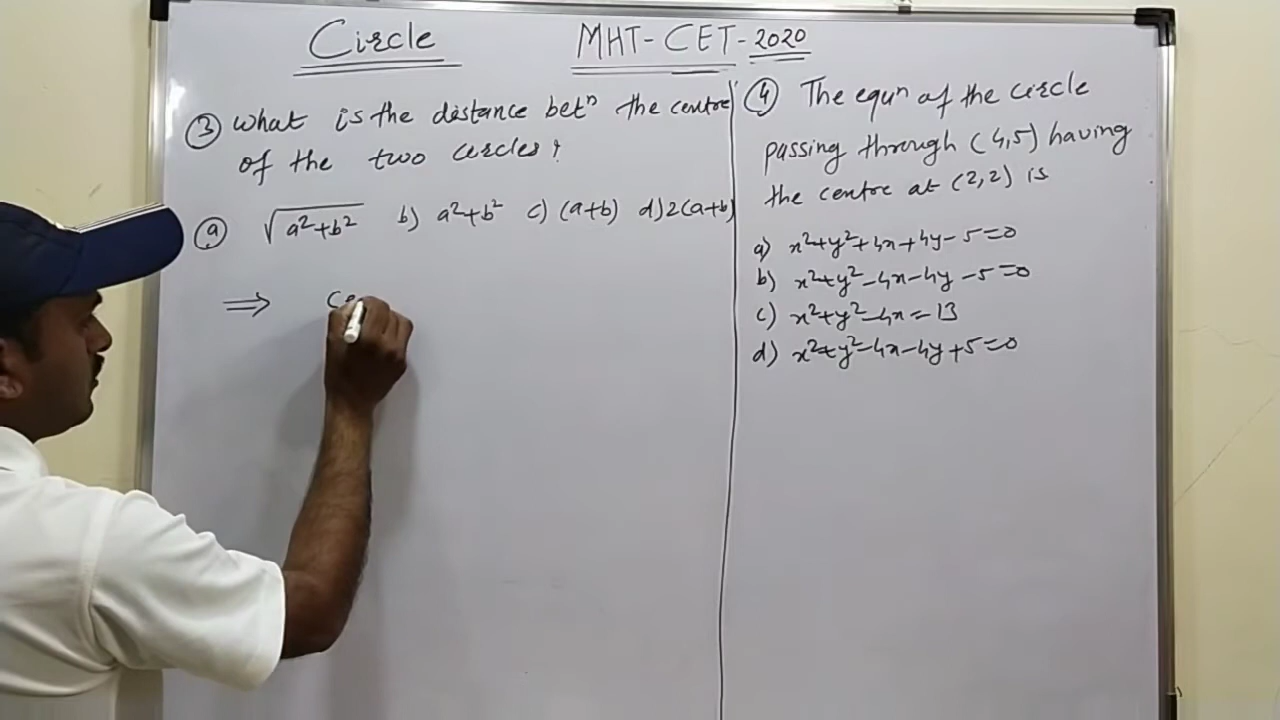 Circle
MHT-CET-2020
③ What is the distance betⁿ the centre
of the two circles?
ⓐ √a²+b² b) a²+b² c) (a+b) d) 2(a+b)
⇒ Ce
④ The equⁿ of the circle
passing through (4,5) having
the centre at (2,2) is
a) x²+y²+4x+4y-5=0
b) x²+y²-4x-4y-5=0
c) x²+y²-4x=13
d) x²+y²-4x-4y+5=0